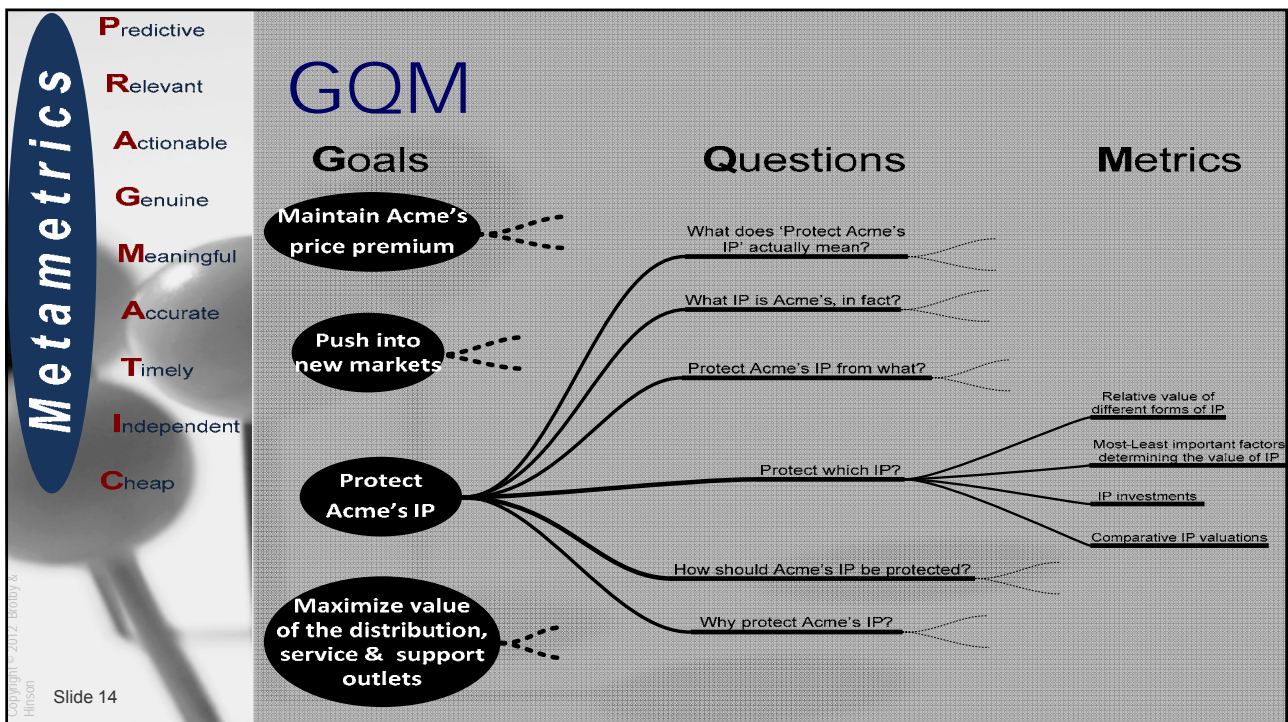 Metametrics
Predictive
Relevant
Actionable
Genuine
Meaningful
Accurate
Timely
Independent
Cheap
Copyright © 2012 Brotby &
Hinson
Slide 14
GQM
Goals
Questions
Metrics
Maintain Acme's
price premium
Push into
new markets
Protect
Acme's IP
Maximize value
of the distribution,
service & support
outlets
What does 'Protect Acme's
IP' actually mean?
What IP is Acme's, in fact?
Protect Acme's IP from what?
Protect which IP?
How should Acme's IP be protected?
Why protect Acme's IP?
Relative value of
different forms of IP
Most-Least important factors
determining the value of IP
IP investments
Comparative IP valuations